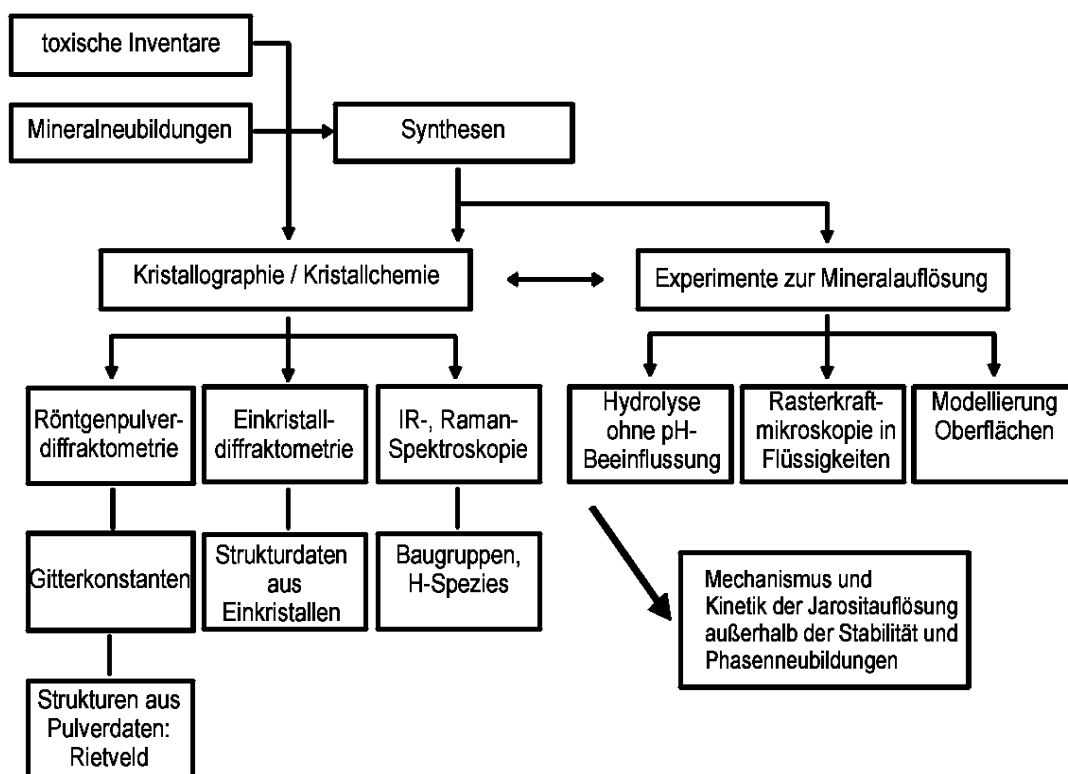 toxische Inventare
Mineralneubildungen
Synthesen
Kristallographie / Kristallchemie
Experimente zur Mineralauflösung
Röntgenpulver-
diffraktometrie
Einkristall-
diffraktometrie
IR-, Raman-
Spektroskopie
Hydrolyse
ohne pH-
Beeinflussung
Rasterkraft-
mikroskopie in
Flüssigkeiten
Modellierung
Oberflächen
Gitterkonstanten
Strukturdaten
aus
Einkristallen
Baugruppen,
H-Spezies
Mechanismus und
Kinetik der Jarositauflösung
außerhalb der Stabilität und
Phasenneubildungen
Strukturen aus
Pulverdaten:
Rietveld